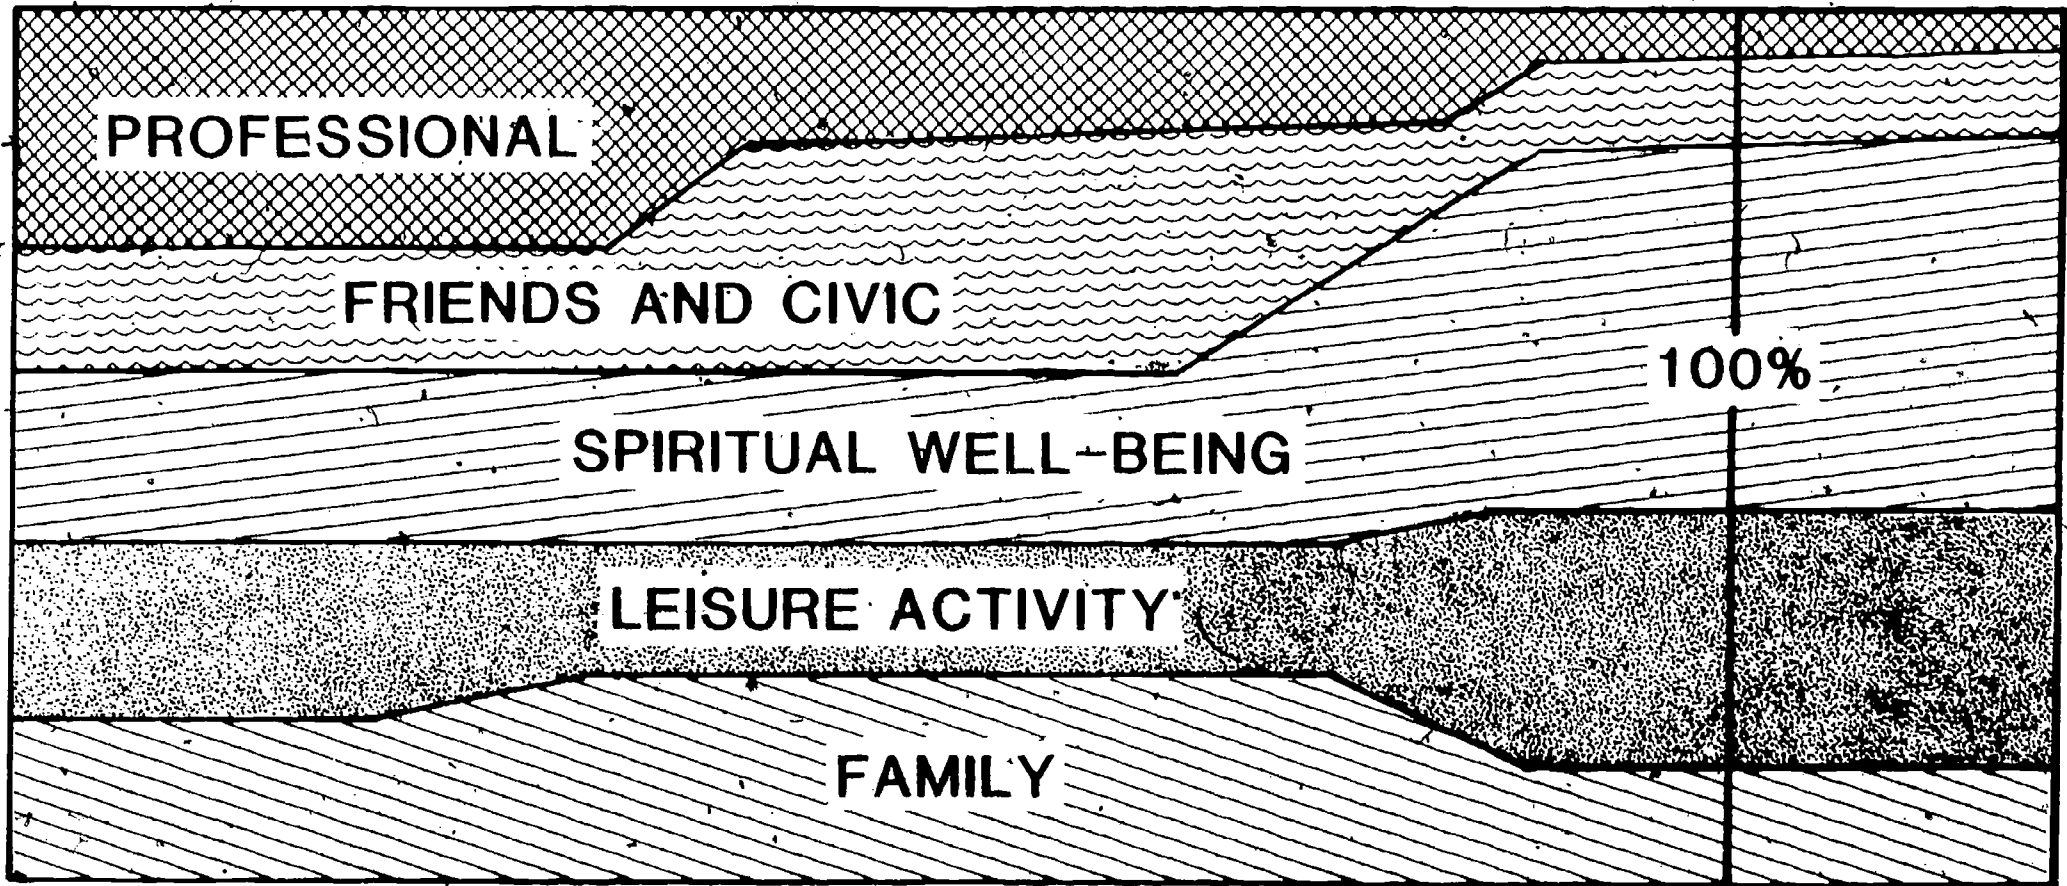 PROFESSIONAL
FRIENDS AND CIVIC
100%
SPIRITUAL WELL-BEING
LEISURE ACTIVITY
FAMILY